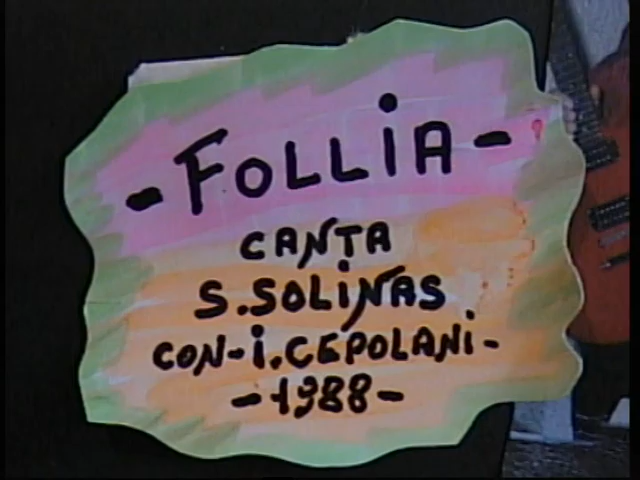 -FOLLiA-
CANTA
S.SOLiNAS
CON-i.CEPOLANi-
-1988-